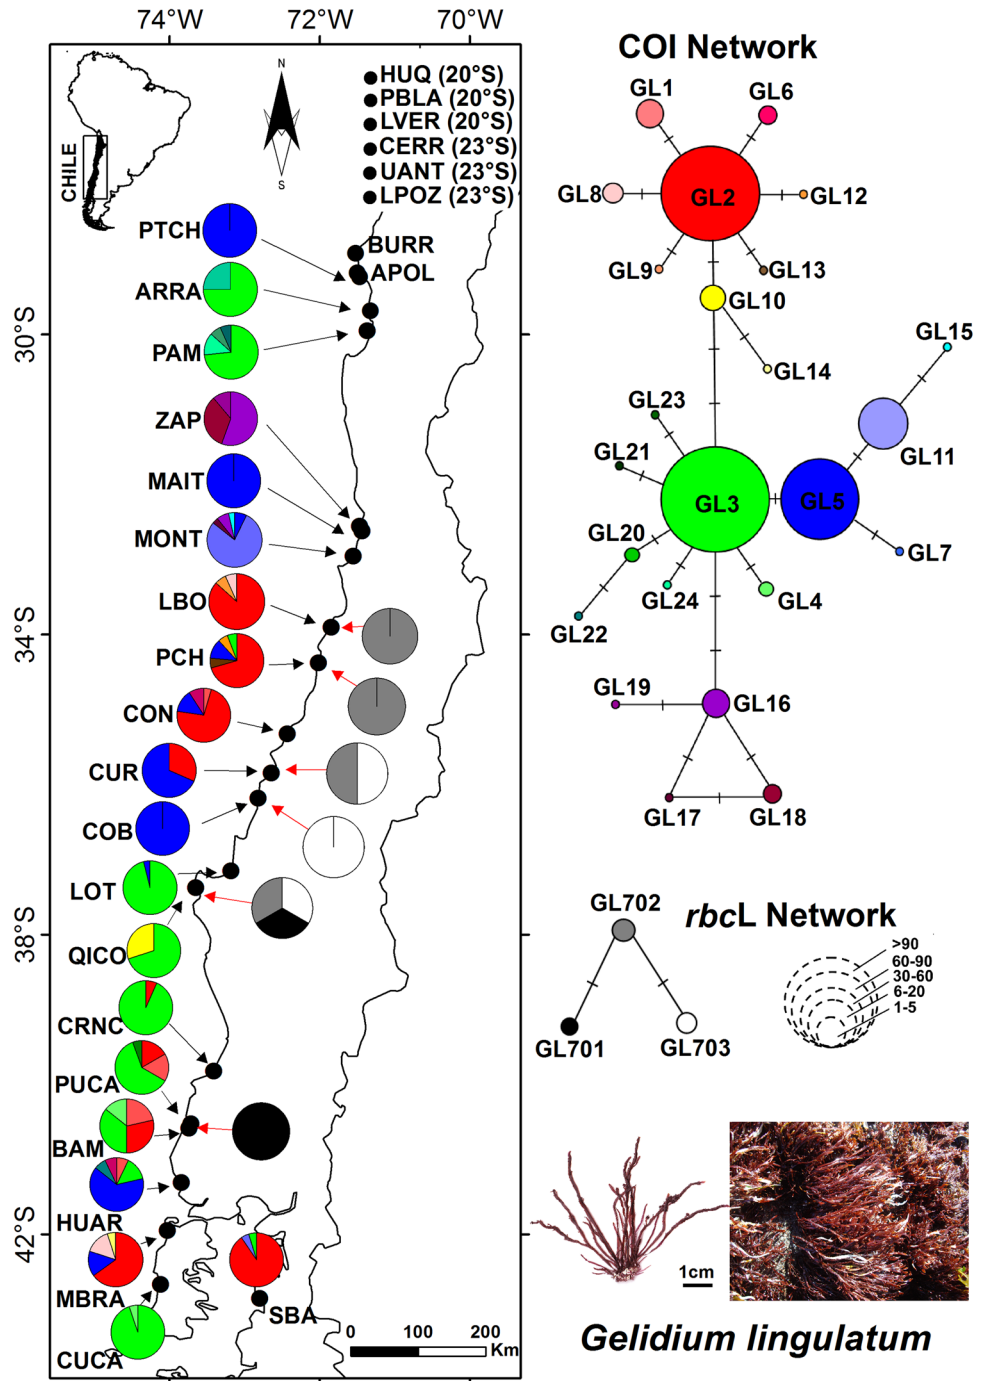 74°W 72°W 70°W
COI Network
N
S
CHILE
HUQ (20°S)
PBLA (20°S)
LVER (20°S)
CERR (23°S)
UANT (23°S)
LPOZ (23°S)
PTCH
BURR
APOL
ARRA
30°S
PAM
ZAP
MAIT
MONT
LBO
34°S
PCH
CON
CUR
COB
LOT
38°S
QICO
CRNC
PUCA
BAM
HUAR
42°S
MBRA
SBA
CUCA
0 100 200
Km
GL1
GL6
GL8
GL2
GL12
GL9
GL13
GL10
GL14
GL15
GL23
GL11
GL21
GL3
GL5
GL20
GL7
GL24
GL4
GL22
GL19
GL16
GL17
GL18
rbcL Network
GL702
>90
60-90
30-60
6-20
1-5
GL701
GL703
1cm
Gelidium lingulatum